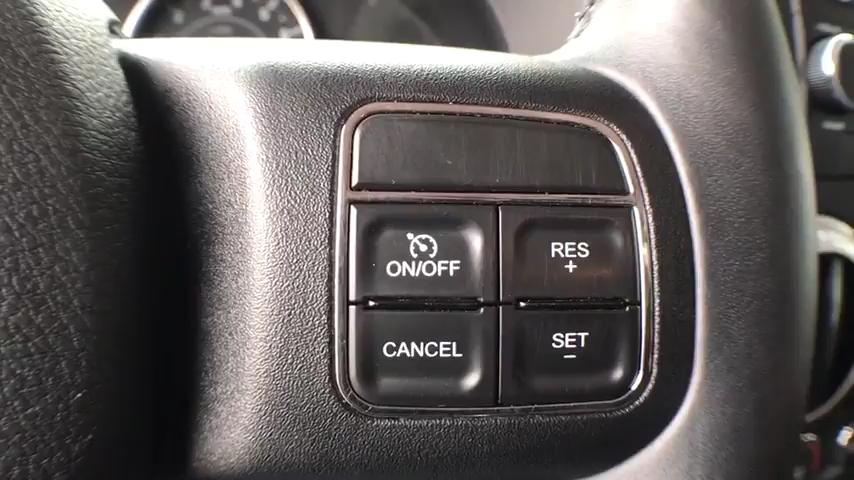 ON/OFF
RES
+
CANCEL
SET
–